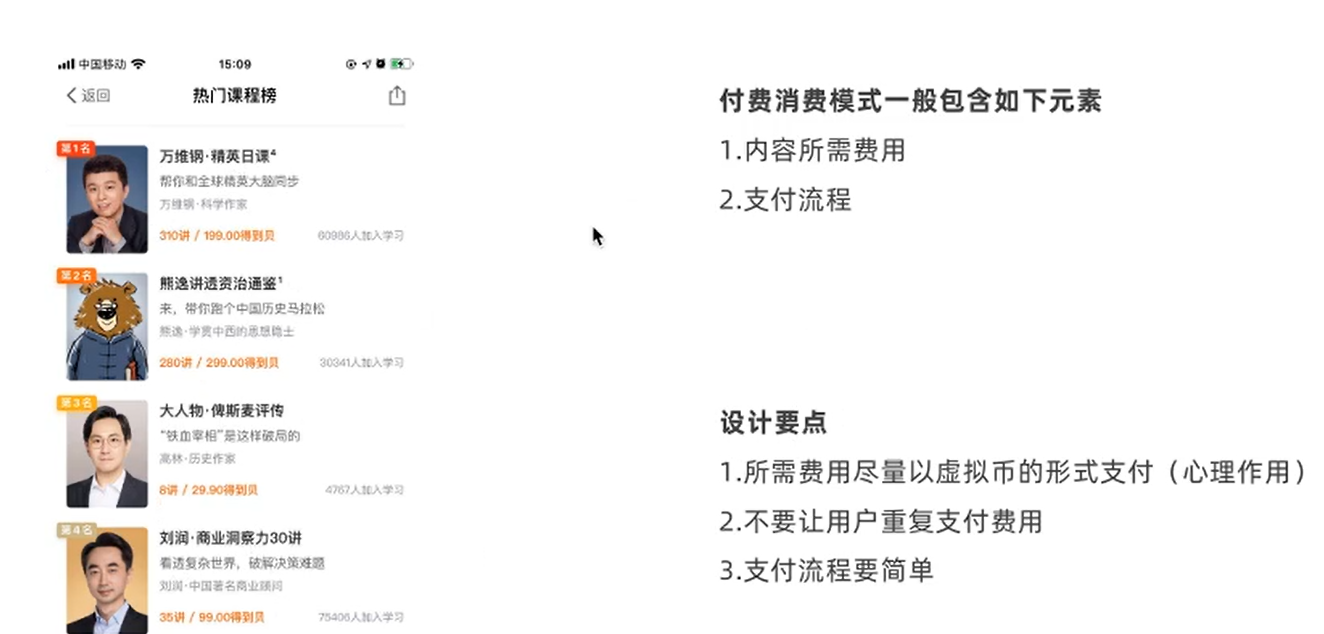 中国移动
15:09
返回
热门课程榜
第1名
万维钢·精英日课⁴
帮你和全球精英大脑同步
万维钢·科学作家
310讲 / 199.00得到贝
60986人加入学习
第2名
熊逸讲透资治通鉴¹
来，带你跑个中国历史马拉松
熊逸·学贯中西的思想隐士
280讲 / 299.00得到贝
30341人加入学习
第3名
大人物·俾斯麦评传
“铁血宰相”是这样破局的
高林·历史作家
8讲 / 29.90得到贝
4767人加入学习
第4名
刘润·商业洞察力30讲
看透复杂世界，破解决策难题
刘润·中国著名商业顾问
35讲 / 99.00得到贝
75406人加入学习
付费消费模式一般包含如下元素
1.内容所需费用
2.支付流程
设计要点
1.所需费用尽量以虚拟币的形式支付（心理作用）
2.不要让用户重复支付费用
3.支付流程要简单